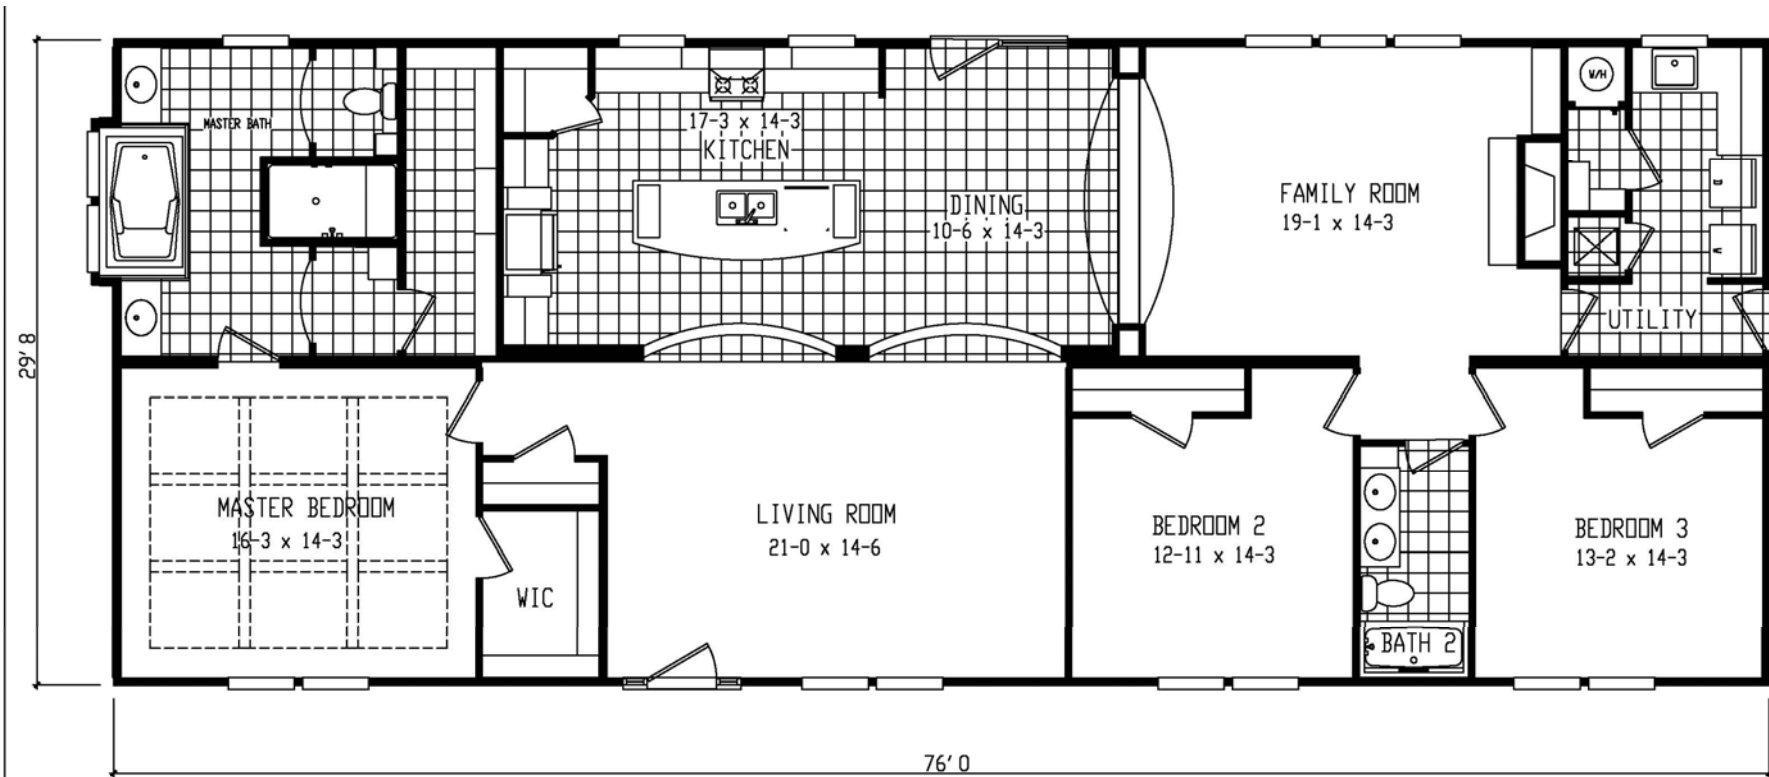 MASTER BATH
17-3 x 14-3
KITCHEN
DINING
10-6 x 14-3
FAMILY ROOM
19-1 x 14-3
W/H
UTILITY
29' 8
MASTER BEDROOM
16-3 x 14-3
WIC
LIVING ROOM
21-0 x 14-6
BEDROOM 2
12-11 x 14-3
BATH 2
BEDROOM 3
13-2 x 14-3
76' 0